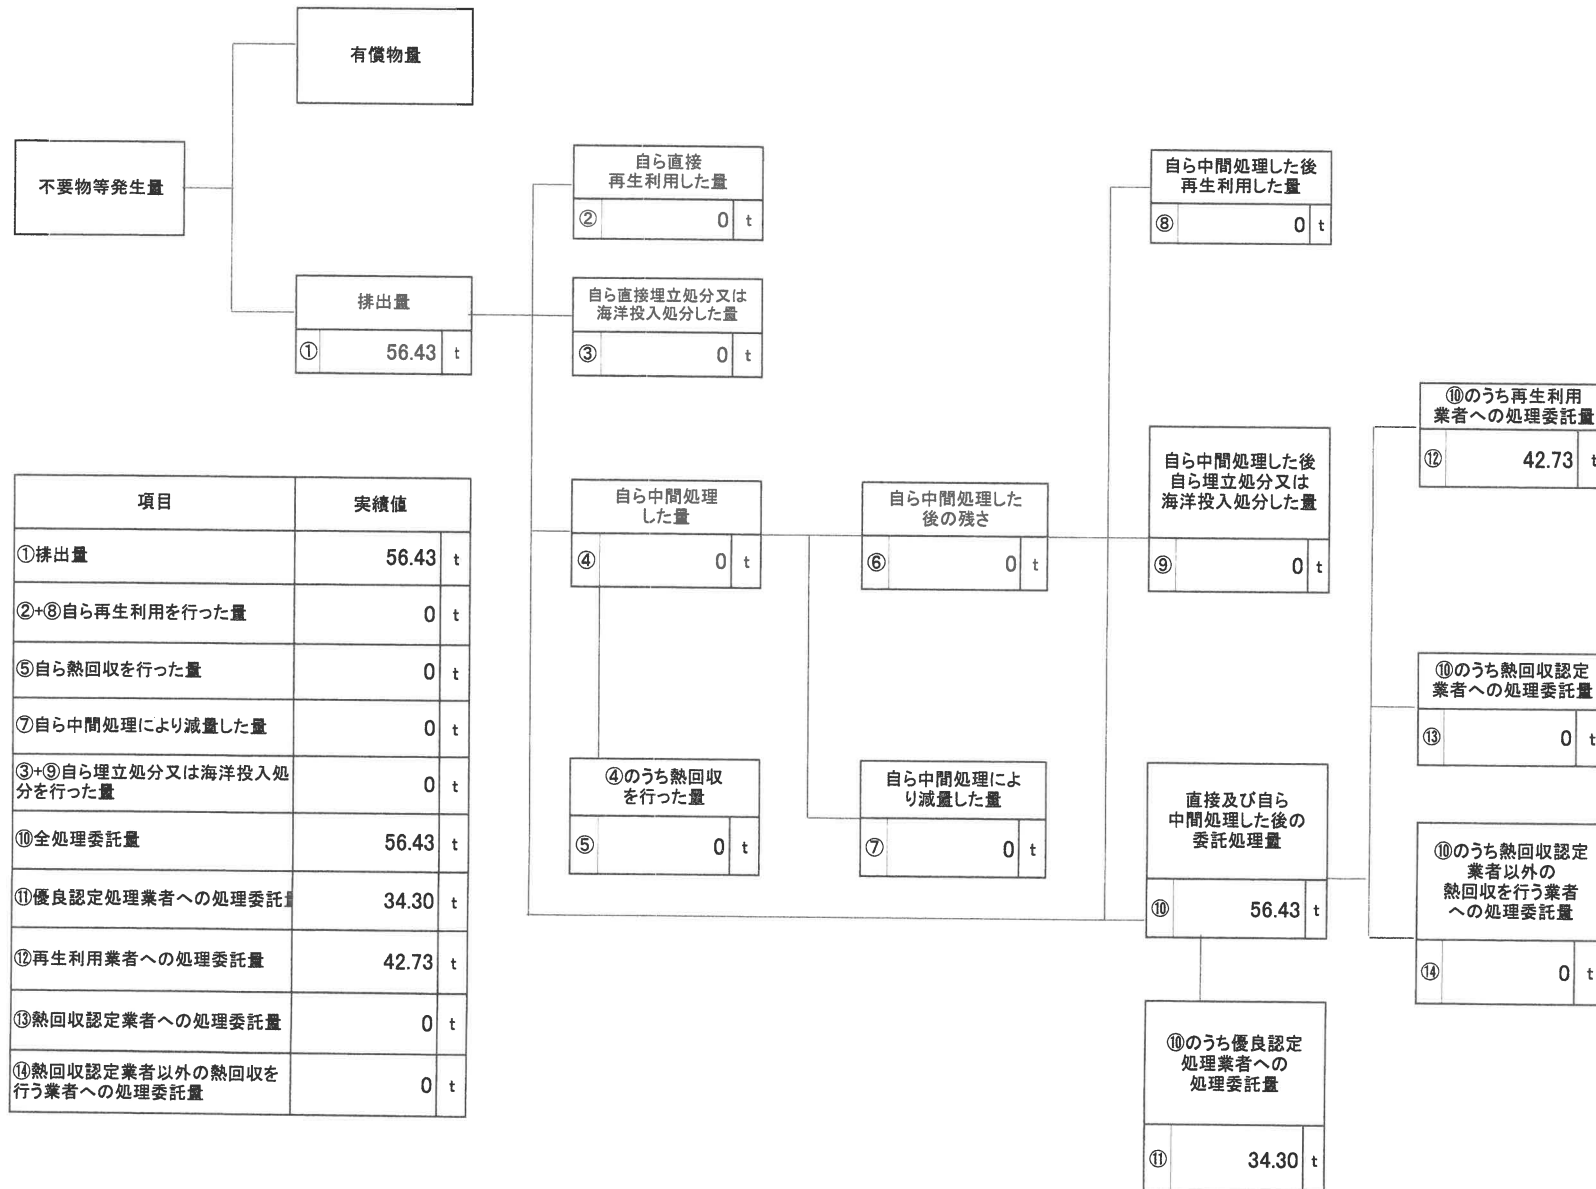 有償物量
不要物等発生量
排出量
① 56.43 t
自ら直接
再生利用した量
② 0 t
自ら直接埋立処分又は
海洋投入処分した量
③ 0 t
自ら中間処理
した量
④ 0 t
④のうち熱回収
を行った量
⑤ 0 t
自ら中間処理した
後の残さ
⑥ 0 t
自ら中間処理によ
り減量した量
⑦ 0 t
自ら中間処理した後
再生利用した量
⑧ 0 t
自ら中間処理した後
自ら埋立処分又は
海洋投入処分した量
⑨ 0 t
直接及び自ら
中間処理した後の
委託処理量
⑩ 56.43 t
⑩のうち優良認定
処理業者への
処理委託量
⑪ 34.30 t
⑩のうち再生利用
業者への処理委託量
⑫ 42.73 t
⑩のうち熱回収認定
業者への処理委託量
⑬ 0 t
⑩のうち熱回収認定
業者以外の
熱回収を行う業者
への処理委託量
⑭ 0 t
項目 実績値
①排出量 56.43 t
②+⑧自ら再生利用を行った量 0 t
⑤自ら熱回収を行った量 0 t
⑦自ら中間処理により減量した量 0 t
③+⑨自ら埋立処分又は海洋投入処
分を行った量 0 t
⑩全処理委託量 56.43 t
⑪優良認定処理業者への処理委託 34.30 t
⑫再生利用業者への処理委託量 42.73 t
⑬熱回収認定業者への処理委託量 0 t
⑭熱回収認定業者以外の熱回収を
行う業者への処理委託量 0 t